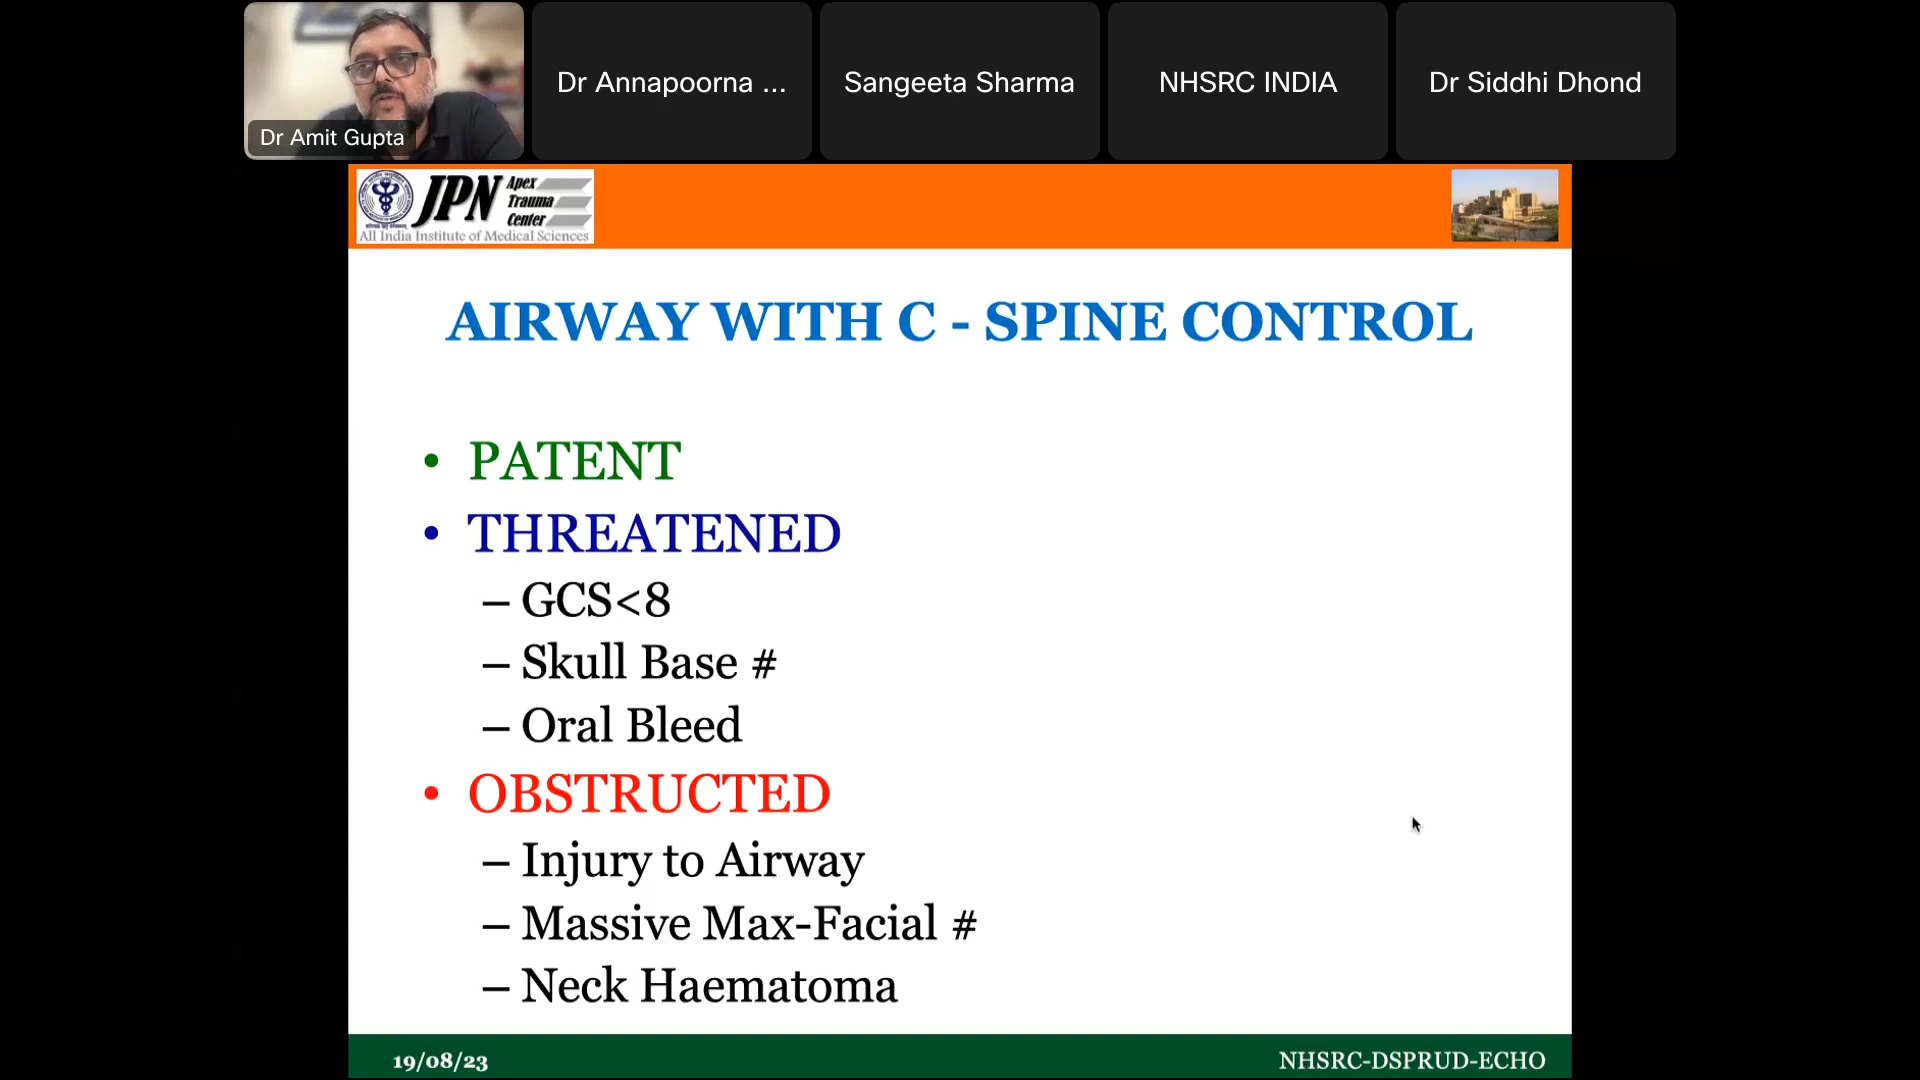 Dr Amit Gupta
Dr Annapoorna ...
Sangeeta Sharma
NHSRC INDIA
Dr Siddhi Dhond
JPN Apex
Trauma
Center
All India Institute of Medical Sciences
AIRWAY WITH C - SPINE CONTROL
• PATENT
• THREATENED
– GCS<8
– Skull Base #
– Oral Bleed
• OBSTRUCTED
– Injury to Airway
– Massive Max-Facial #
– Neck Haematoma
19/08/23
NHSRC-DSPRUD-ECHO